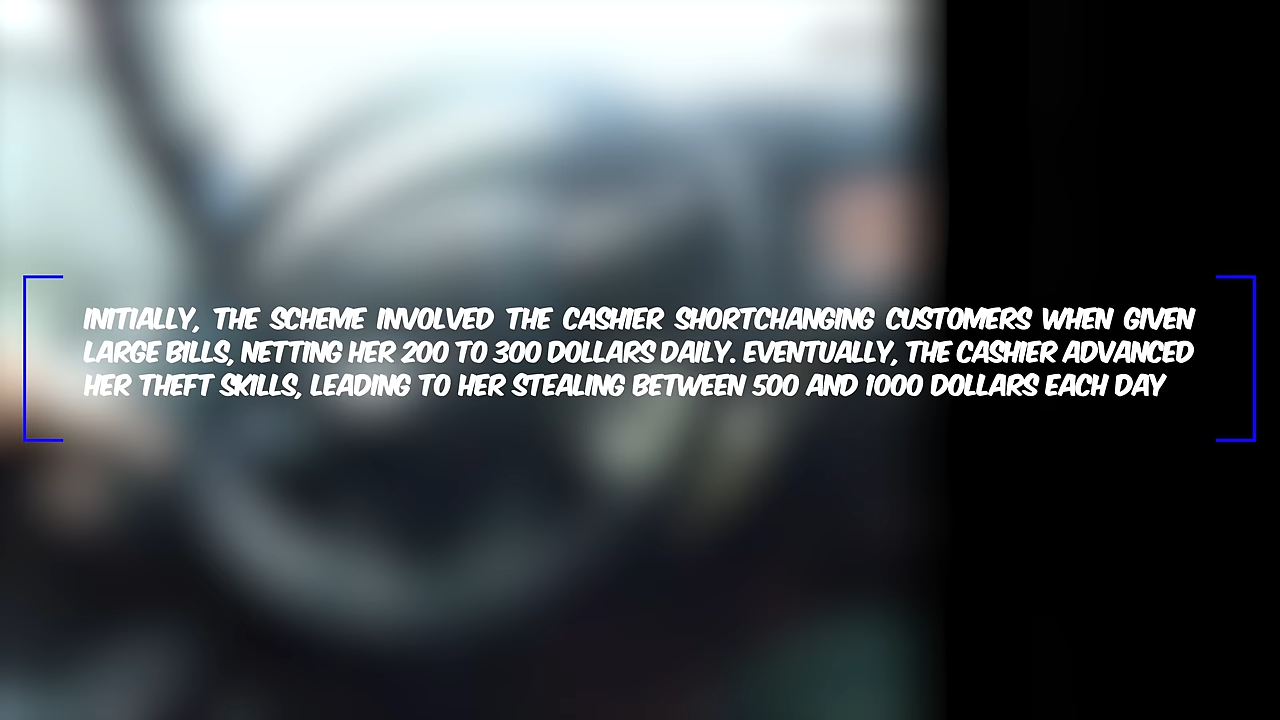 INITIALLY, THE SCHEME INVOLVED THE CASHIER SHORTCHANGING CUSTOMERS WHEN GIVEN
LARGE BILLS, NETTING HER 200 TO 300 DOLLARS DAILY. EVENTUALLY, THE CASHIER ADVANCED
HER THEFT SKILLS, LEADING TO HER STEALING BETWEEN 500 AND 1000 DOLLARS EACH DAY